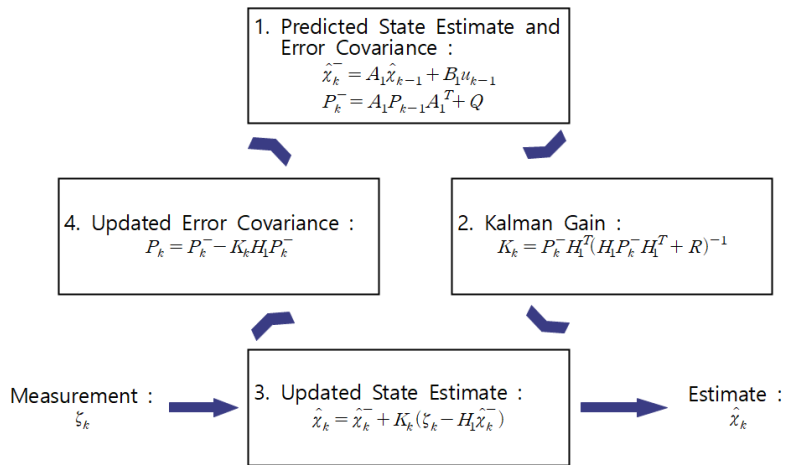 1. Predicted State Estimate and
Error Covariance :
χ̂ₖ⁻ = A₁χ̂ₖ₋₁ + B₁uₖ₋₁
Pₖ⁻ = A₁Pₖ₋₁A₁ᵀ + Q
4. Updated Error Covariance :
Pₖ = Pₖ⁻ − KₖH₁Pₖ⁻
2. Kalman Gain :
Kₖ = Pₖ⁻H₁ᵀ(H₁Pₖ⁻H₁ᵀ + R)⁻¹
Measurement :
ζₖ
3. Updated State Estimate :
χ̂ₖ = χ̂ₖ⁻ + Kₖ(ζₖ − H₁χ̂ₖ⁻)
Estimate :
χ̂ₖ